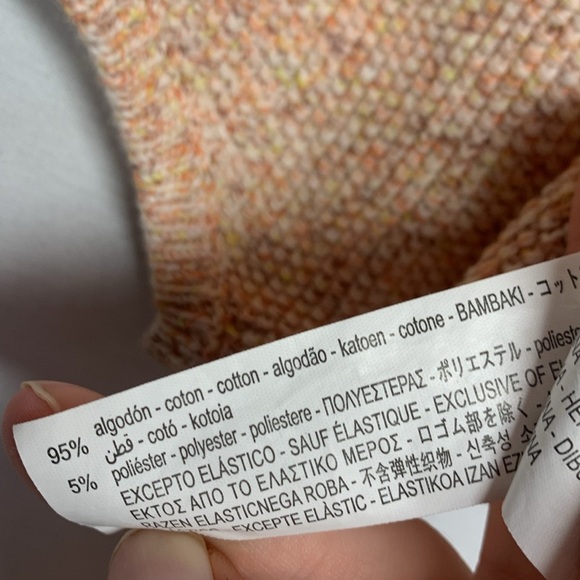 95% algodón - coton - cotton - algodão - katoen - cotone - BAMBAKI - コット
قطن - cotó - kotoia
5% poliéster - polyester - poliestere - ΠΟΛΥΕΣΤΕΡΑΣ - ポリエステル - polieste
EXCEPTO ELÁSTICO - SAUF ÉLASTIQUE - EXCLUSIVE OF
ΕΚΤΟΣ ΑΠΟ ΤΟ ΕΛΑΣΤΙΚΟ ΜΕΡΟΣ - ロゴム部を除く -
RAZEN ELASTICNEGA ROBA - 不含弹性织物 - 신축성
EXCEPTE ELÀSTIC - ELASTIKOA IZAN EZ